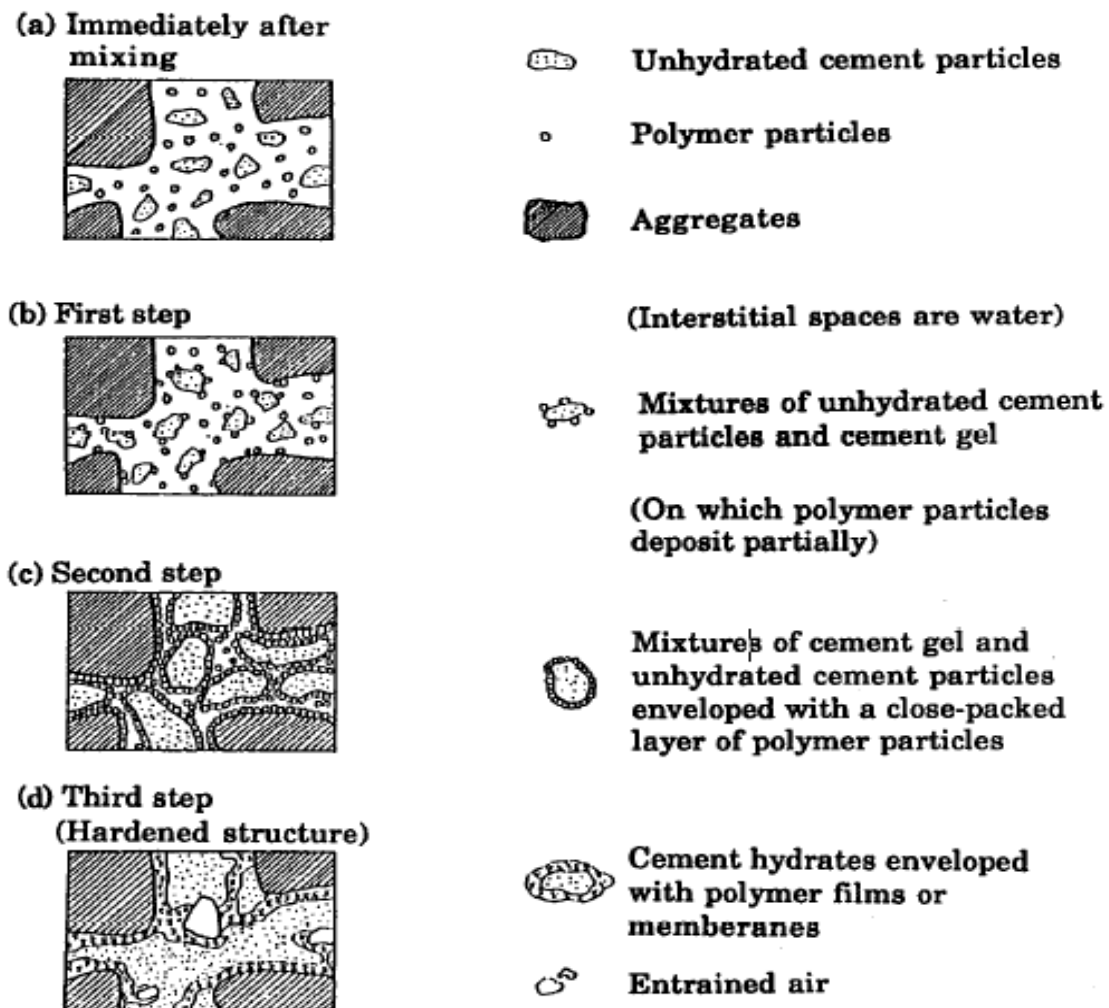 (a) Immediately after
mixing
Unhydrated cement particles
Polymer particles
Aggregates
(b) First step
(Interstitial spaces are water)
Mixtures of unhydrated cement
particles and cement gel
(On which polymer particles
deposit partially)
(c) Second step
Mixtures of cement gel and
unhydrated cement particles
enveloped with a close-packed
layer of polymer particles
(d) Third step
(Hardened structure)
Cement hydrates enveloped
with polymer films or
memberanes
Entrained air